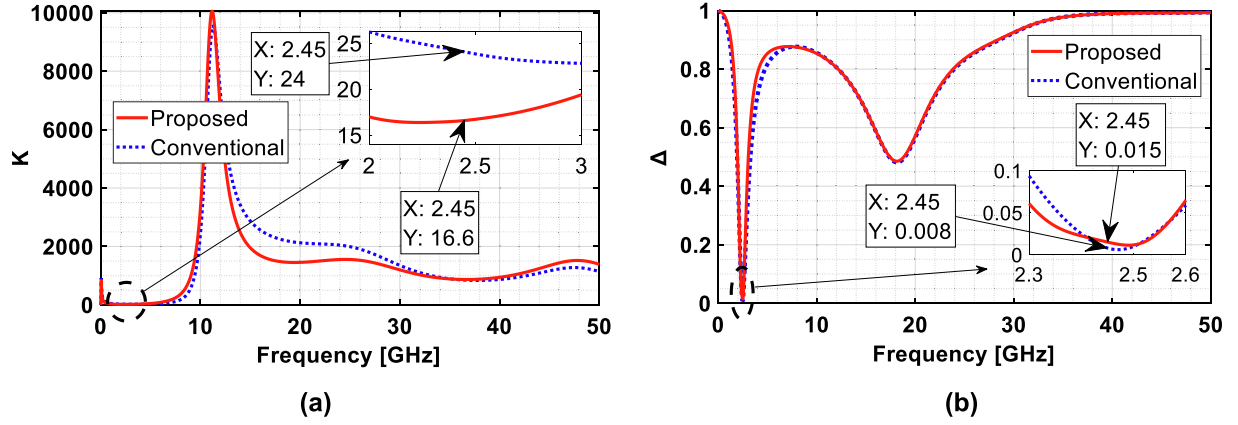 10000
8000
6000
4000
2000
0
K
0
10
20
30
40
50
Frequency [GHz]
Proposed
Conventional
X: 2.45
Y: 24
25
20
15
2
2.5
3
X: 2.45
Y: 16.6
(a)
1
0.8
0.6
0.4
0.2
0
Δ
0
10
20
30
40
50
Frequency [GHz]
Proposed
Conventional
X: 2.45
Y: 0.015
X: 2.45
Y: 0.008
0.1
0.05
0
2.3
2.5
2.6
(b)